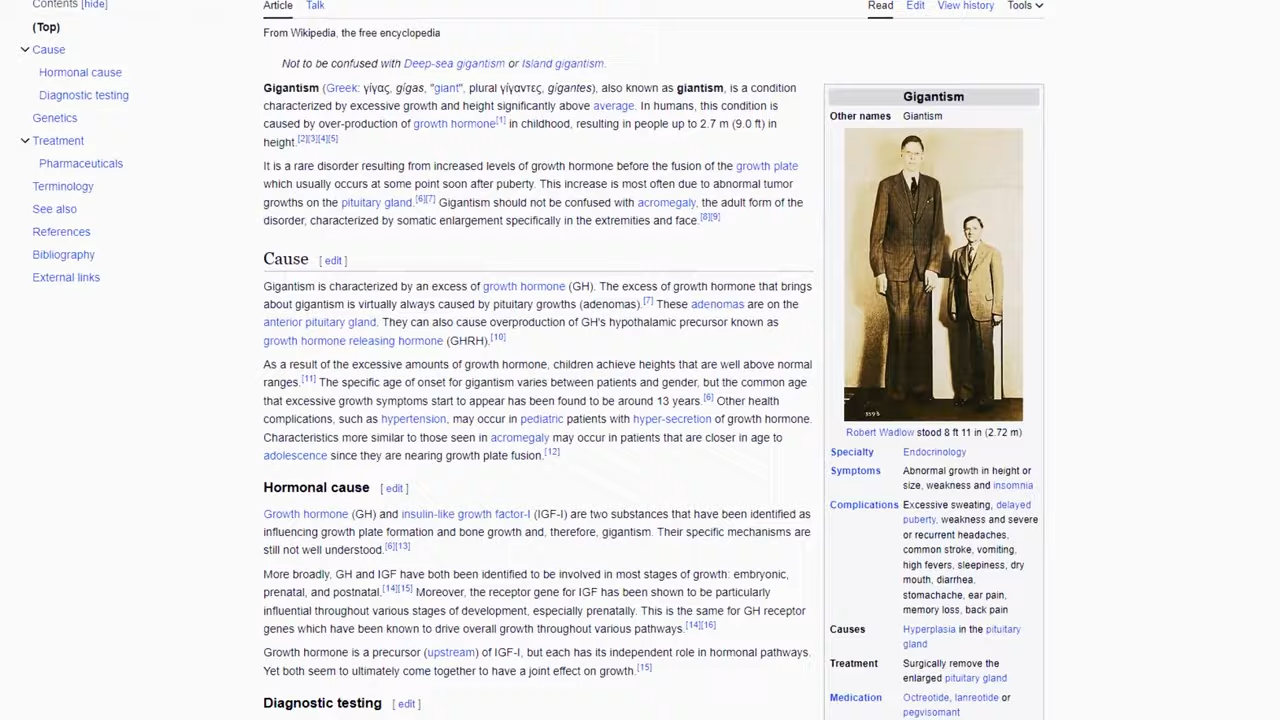 Contents [hide]
(Top)
Cause
Hormonal cause
Diagnostic testing
Genetics
Treatment
Pharmaceuticals
Terminology
See also
References
Bibliography
External links
Article Talk Read Edit View history Tools
From Wikipedia, the free encyclopedia
Not to be confused with Deep-sea gigantism or Island gigantism.
Gigantism (Greek: γίγας, gígas, "giant", plural γίγαντες, gígantes), also known as giantism, is a condition
characterized by excessive growth and height significantly above average. In humans, this condition is
caused by over-production of growth hormone[1] in childhood, resulting in people up to 2.7 m (9.0 ft) in
height.[2][3][4][5]
It is a rare disorder resulting from increased levels of growth hormone before the fusion of the growth plate
which usually occurs at some point soon after puberty. This increase is most often due to abnormal tumor
growths on the pituitary gland.[6][7] Gigantism should not be confused with acromegaly, the adult form of the
disorder, characterized by somatic enlargement specifically in the extremities and face.[8][9]
Cause [ edit ]
Gigantism is characterized by an excess of growth hormone (GH). The excess of growth hormone that brings
about gigantism is virtually always caused by pituitary growths (adenomas).[7] These adenomas are on the
anterior pituitary gland. They can also cause overproduction of GH's hypothalamic precursor known as
growth hormone releasing hormone (GHRH).[10]
As a result of the excessive amounts of growth hormone, children achieve heights that are well above normal
ranges.[11] The specific age of onset for gigantism varies between patients and gender, but the common age
that excessive growth symptoms start to appear has been found to be around 13 years.[6] Other health
complications, such as hypertension, may occur in pediatric patients with hyper-secretion of growth hormone.
Characteristics more similar to those seen in acromegaly may occur in patients that are closer in age to
adolescence since they are nearing growth plate fusion.[12]
Hormonal cause [ edit ]
Growth hormone (GH) and insulin-like growth factor-I (IGF-I) are two substances that have been identified as
influencing growth plate formation and bone growth and, therefore, gigantism. Their specific mechanisms are
still not well understood.[6][13]
More broadly, GH and IGF have both been identified to be involved in most stages of growth: embryonic,
prenatal, and postnatal.[14][15] Moreover, the receptor gene for IGF has been shown to be particularly
influential throughout various stages of development, especially prenatally. This is the same for GH receptor
genes which have been known to drive overall growth throughout various pathways.[14][16]
Growth hormone is a precursor (upstream) of IGF-I, but each has its independent role in hormonal pathways.
Yet both seem to ultimately come together to have a joint effect on growth.[15]
Diagnostic testing [ edit ]
Gigantism
Other names Giantism
Robert Wadlow stood 8 ft 11 in (2.72 m)
Specialty Endocrinology
Symptoms Abnormal growth in height or
size, weakness and insomnia
Complications Excessive sweating, delayed
puberty, weakness and severe
or recurrent headaches,
common stroke, vomiting,
high fevers, sleepiness, dry
mouth, diarrhea,
stomachache, ear pain,
memory loss, back pain
Causes Hyperplasia in the pituitary
gland
Treatment Surgically remove the
enlarged pituitary gland
Medication Octreotide, lanreotide or
pegvisomant